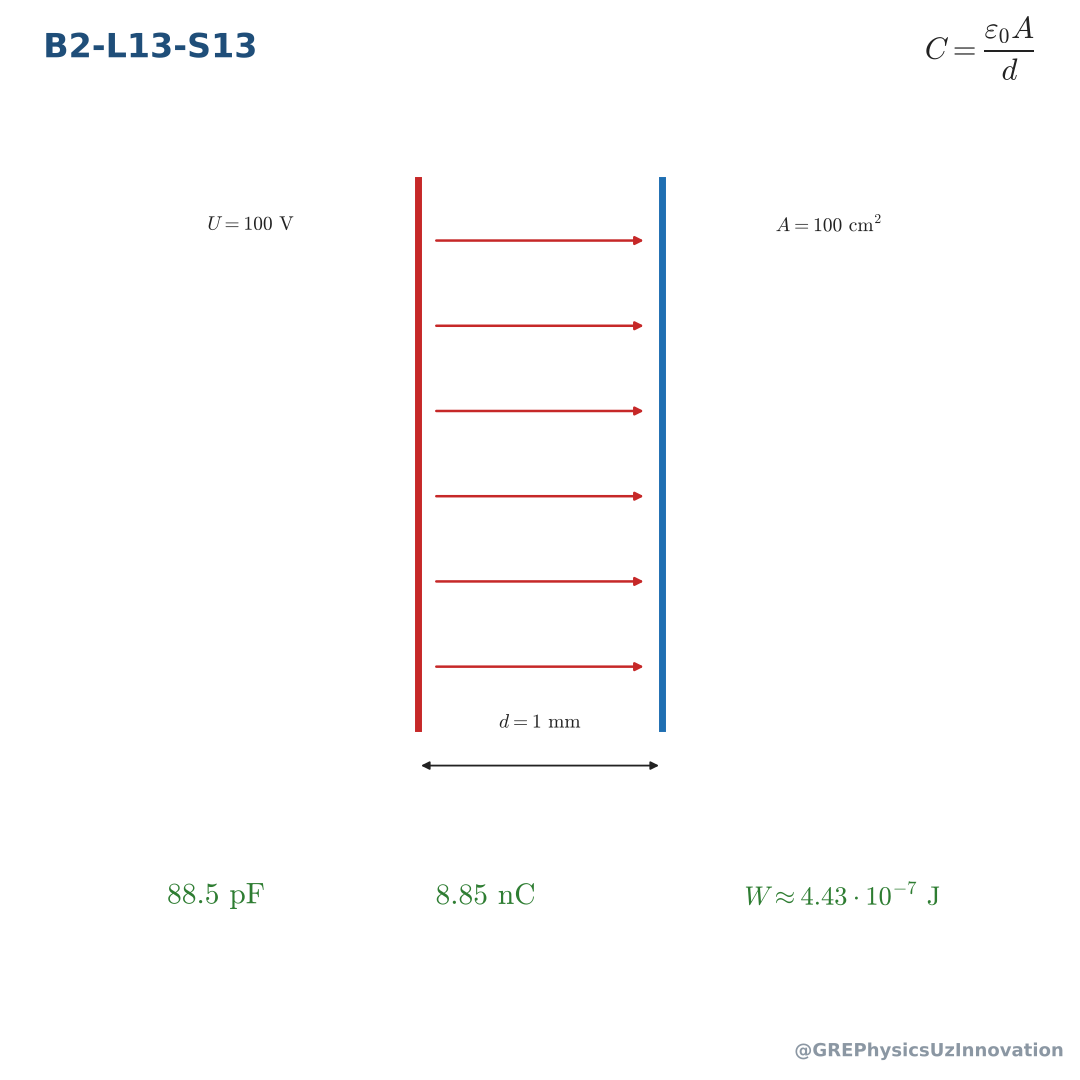 B2-L13-S13
C = ε₀A / d
U = 100 V
A = 100 cm²
d = 1 mm
88.5 pF
8.85 nC
W ≈ 4.43 · 10⁻⁷ J
@GREPhysicsUzInnovation